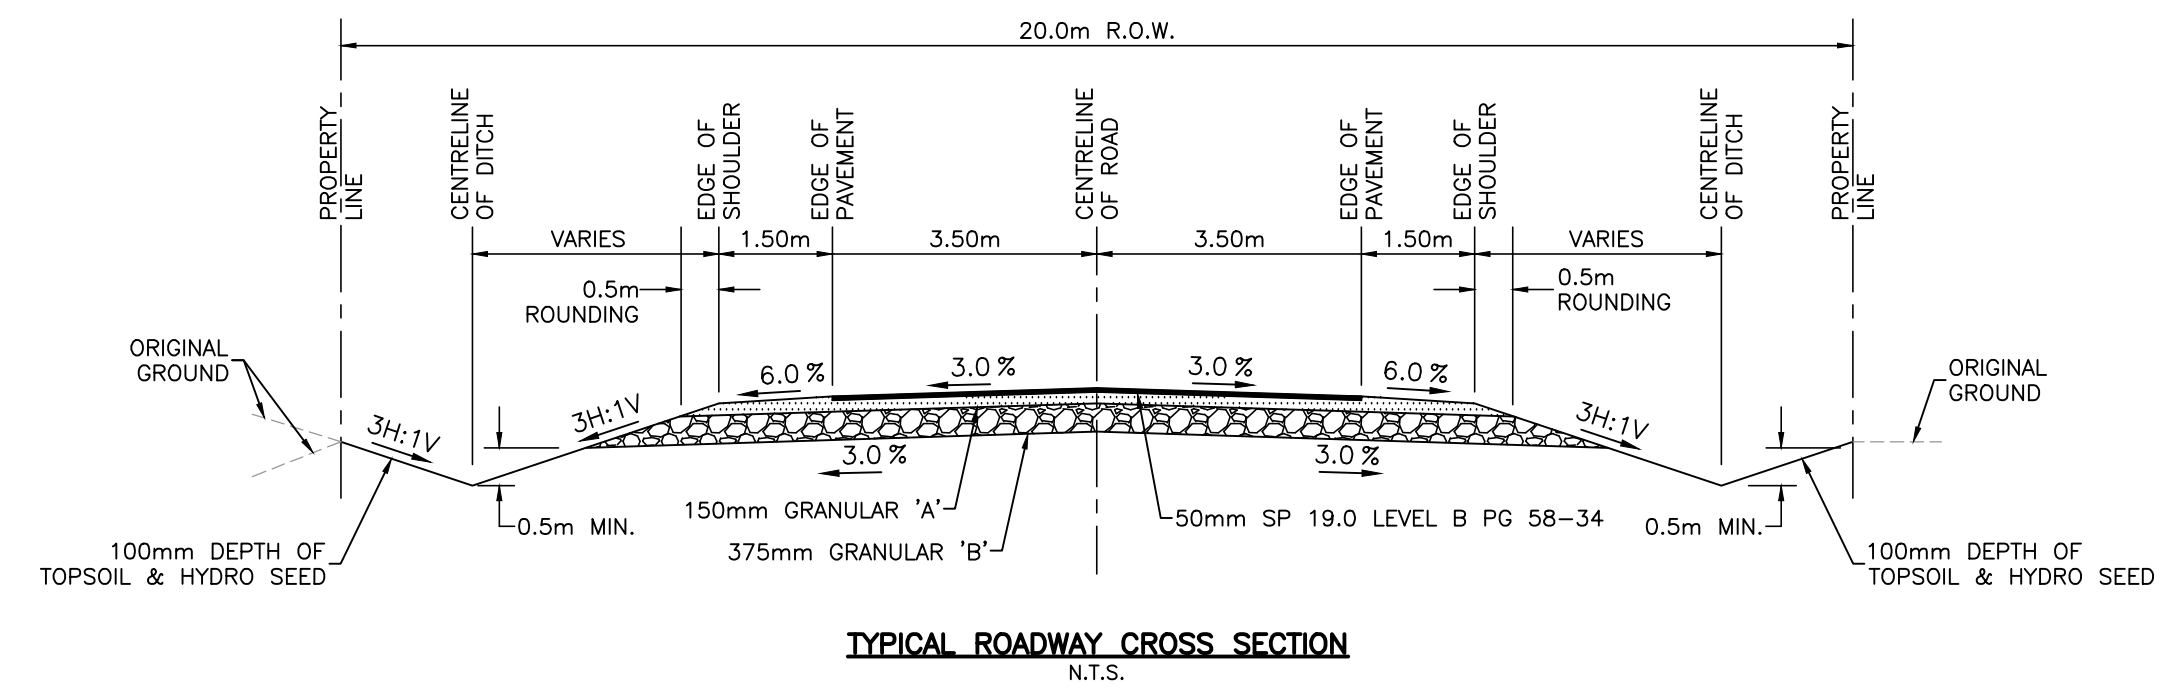 20.0m R.O.W.
PROPERTY
LINE
CENTRELINE
OF DITCH
EDGE OF
SHOULDER
EDGE OF
PAVEMENT
CENTRELINE
OF ROAD
EDGE OF
PAVEMENT
EDGE OF
SHOULDER
CENTRELINE
OF DITCH
PROPERTY
LINE
VARIES
1.50m
3.50m
3.50m
1.50m
VARIES
0.5m
ROUNDING
0.5m
ROUNDING
ORIGINAL
GROUND
6.0 %
3.0 %
3.0 %
6.0 %
ORIGINAL
GROUND
3H:1V
3H:1V
3H:1V
3.0 %
3.0 %
150mm GRANULAR 'A'
50mm SP 19.0 LEVEL B PG 58-34
0.5m MIN.
0.5m MIN.
375mm GRANULAR 'B'
100mm DEPTH OF
TOPSOIL & HYDRO SEED
100mm DEPTH OF
TOPSOIL & HYDRO SEED
TYPICAL ROADWAY CROSS SECTION
N.T.S.